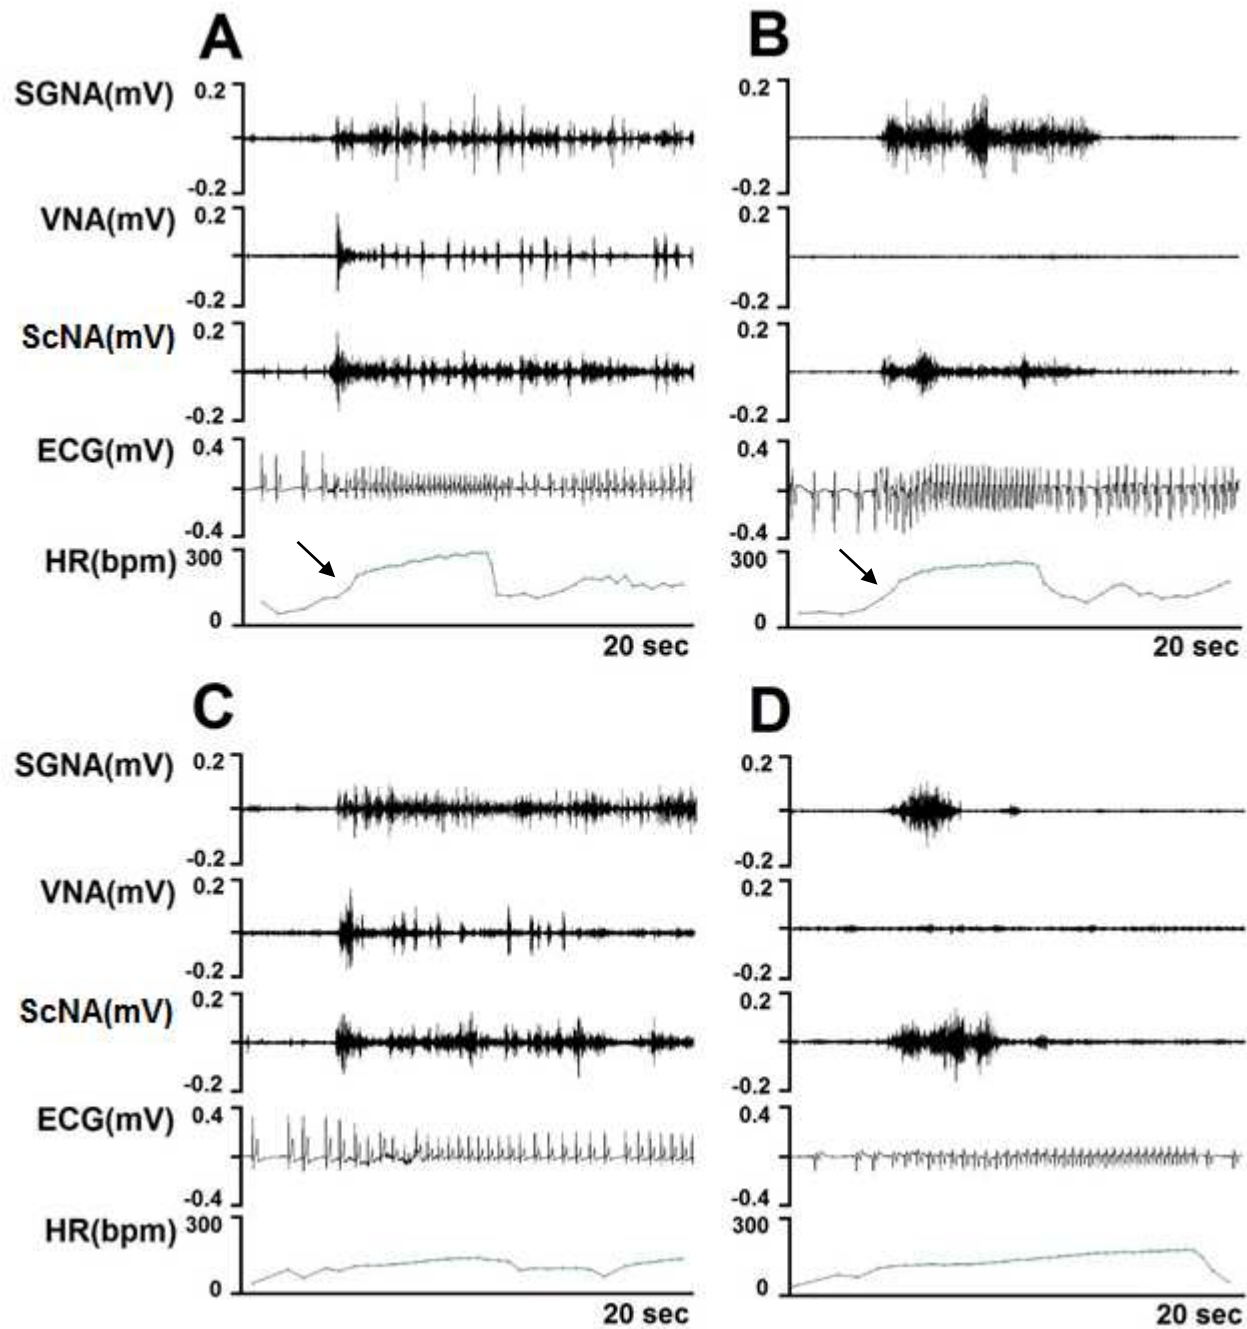 A
B
SGNA(mV) 0.2 -0.2 0.2 -0.2
VNA(mV) 0.2 -0.2 0.2 -0.2
ScNA(mV) 0.2 -0.2 0.2 -0.2
ECG(mV) 0.4 -0.4 0.4 -0.4
HR(bpm) 300 0 300 0
20 sec 20 sec
C
D
SGNA(mV) 0.2 -0.2 0.2 -0.2
VNA(mV) 0.2 -0.2 0.2 -0.2
ScNA(mV) 0.2 -0.2 0.2 -0.2
ECG(mV) 0.4 -0.4 0.4 -0.4
HR(bpm) 300 0 300 0
20 sec 20 sec